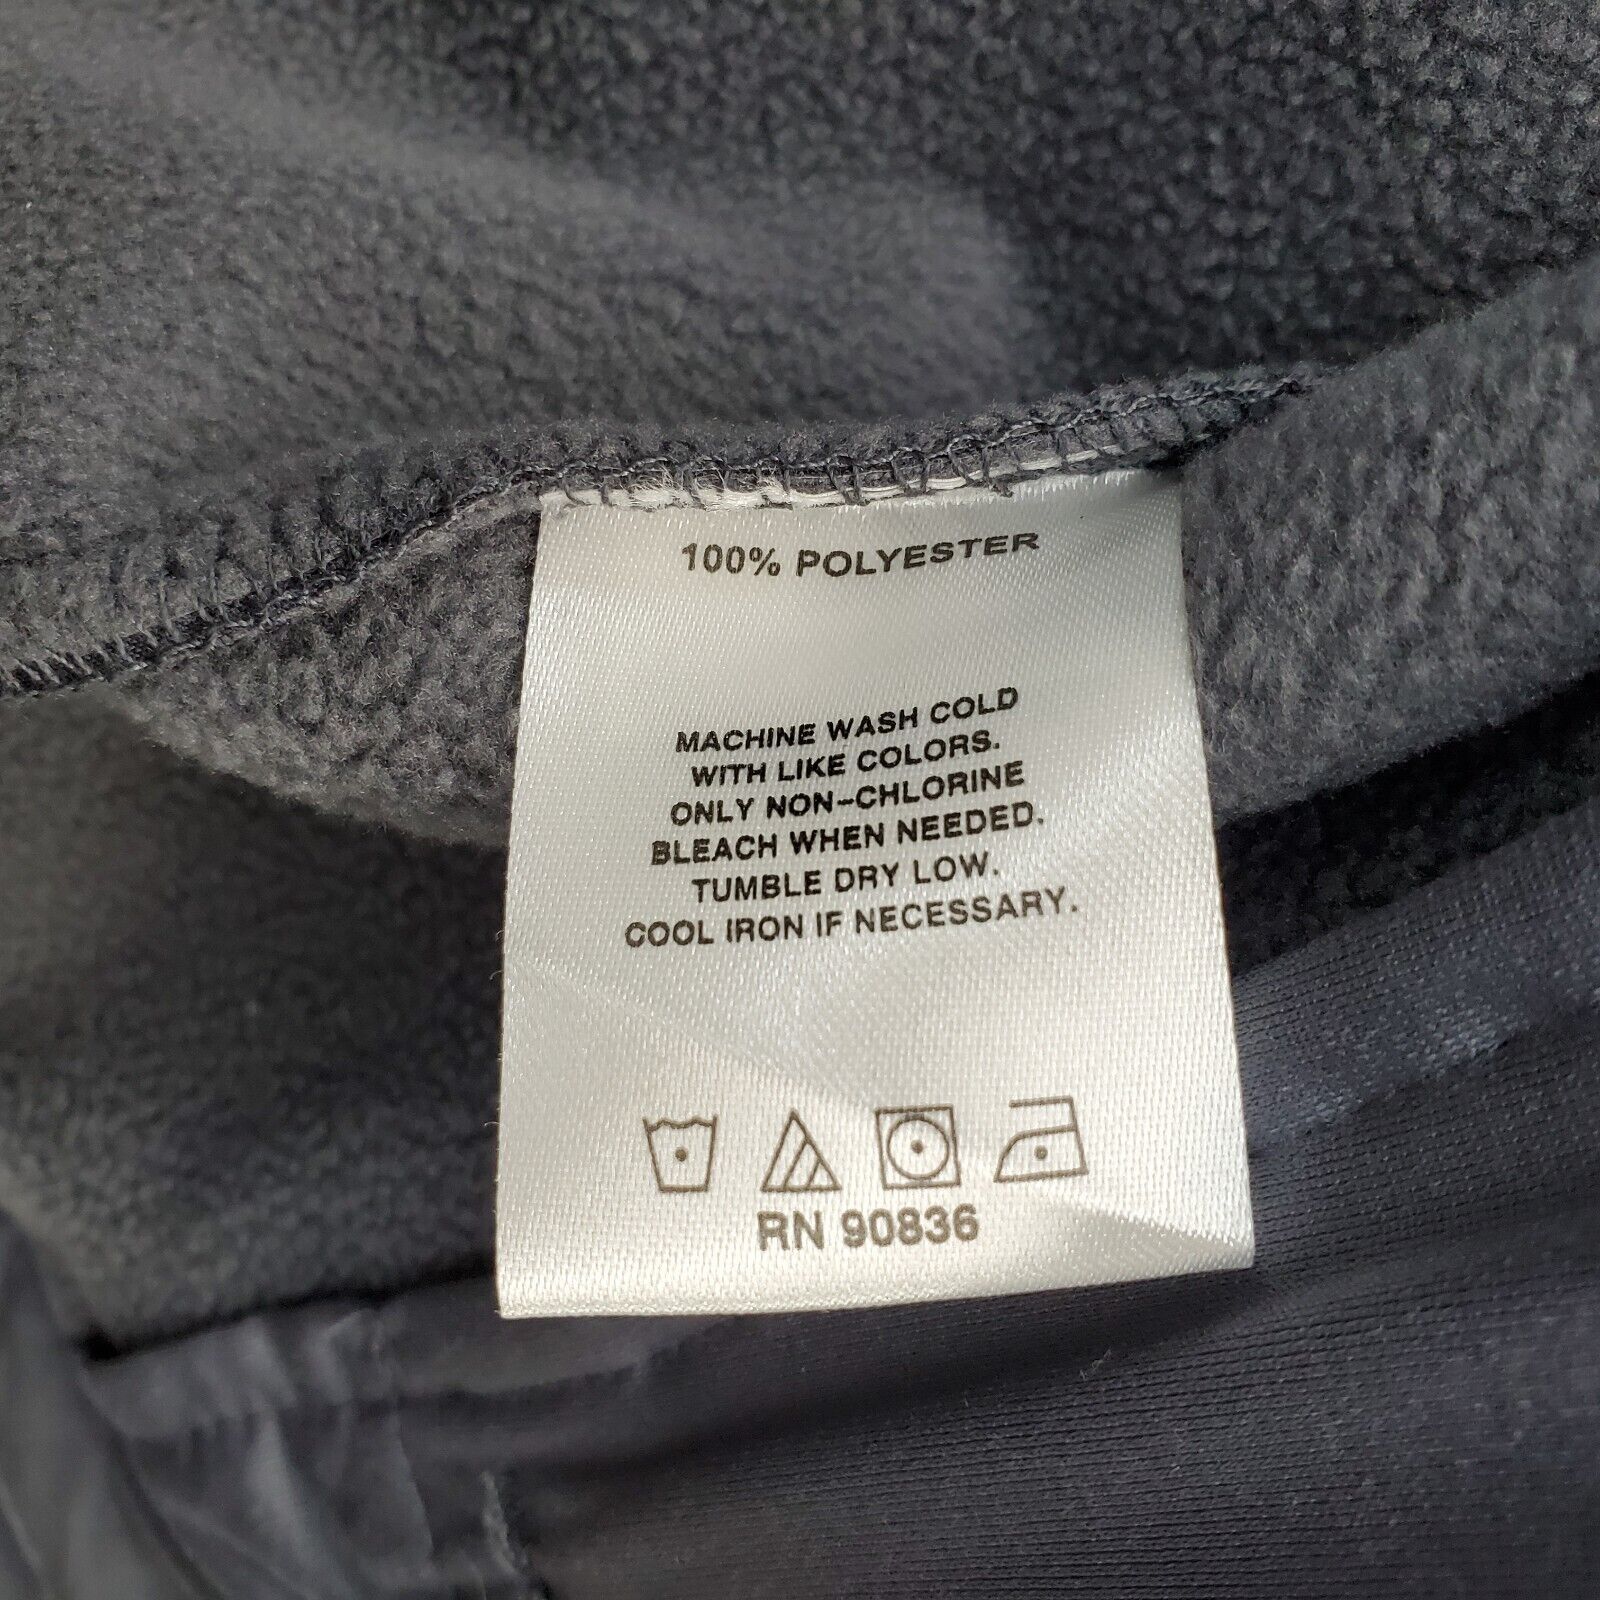 100% POLYESTER
MACHINE WASH COLD
WITH LIKE COLORS.
ONLY NON-CHLORINE
BLEACH WHEN NEEDED.
TUMBLE DRY LOW.
COOL IRON IF NECESSARY.
RN 90836